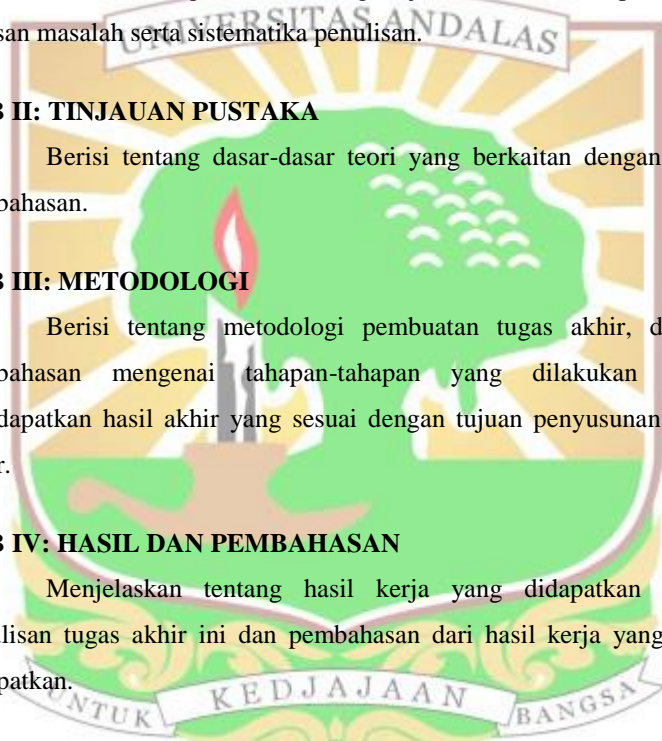 san masalah serta sistematika penulisan.
UNIVERSITAS ANDALAS
II: TINJAUAN PUSTAKA
Berisi tentang dasar-dasar teori yang berkaitan dengan
bahasan.
III: METODOLOGI
Berisi tentang metodologi pembuatan tugas akhir, d
bahasan mengenai tahapan-tahapan yang dilakukan
dapatkan hasil akhir yang sesuai dengan tujuan penyusunan
r.
IV: HASIL DAN PEMBAHASAN
Menjelaskan tentang hasil kerja yang didapatkan
ulisan tugas akhir ini dan pembahasan dari hasil kerja yang
patkan.
UNTUK KEDJAJAAN BANGSA